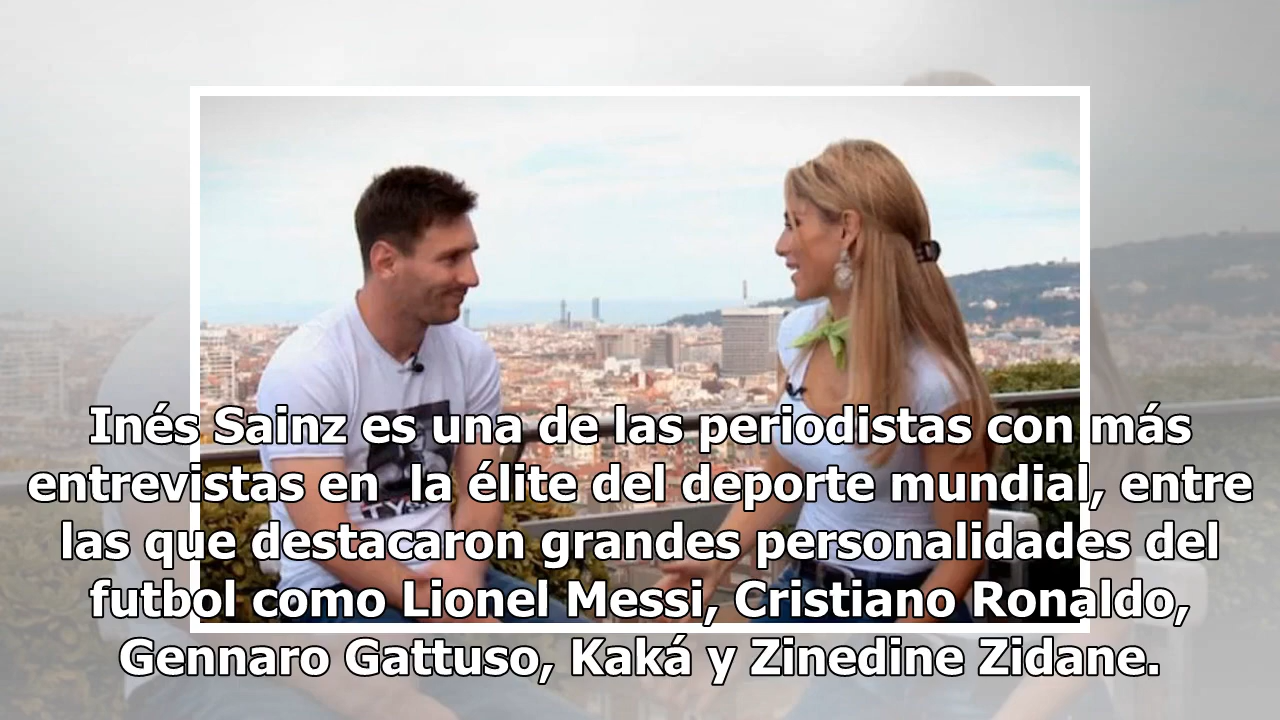 Inés Sainz es una de las periodistas con más
entrevistas en  la élite del deporte mundial, entre
las que destacaron grandes personalidades del
futbol como Lionel Messi, Cristiano Ronaldo,
Gennaro Gattuso, Kaká y Zinedine Zidane.